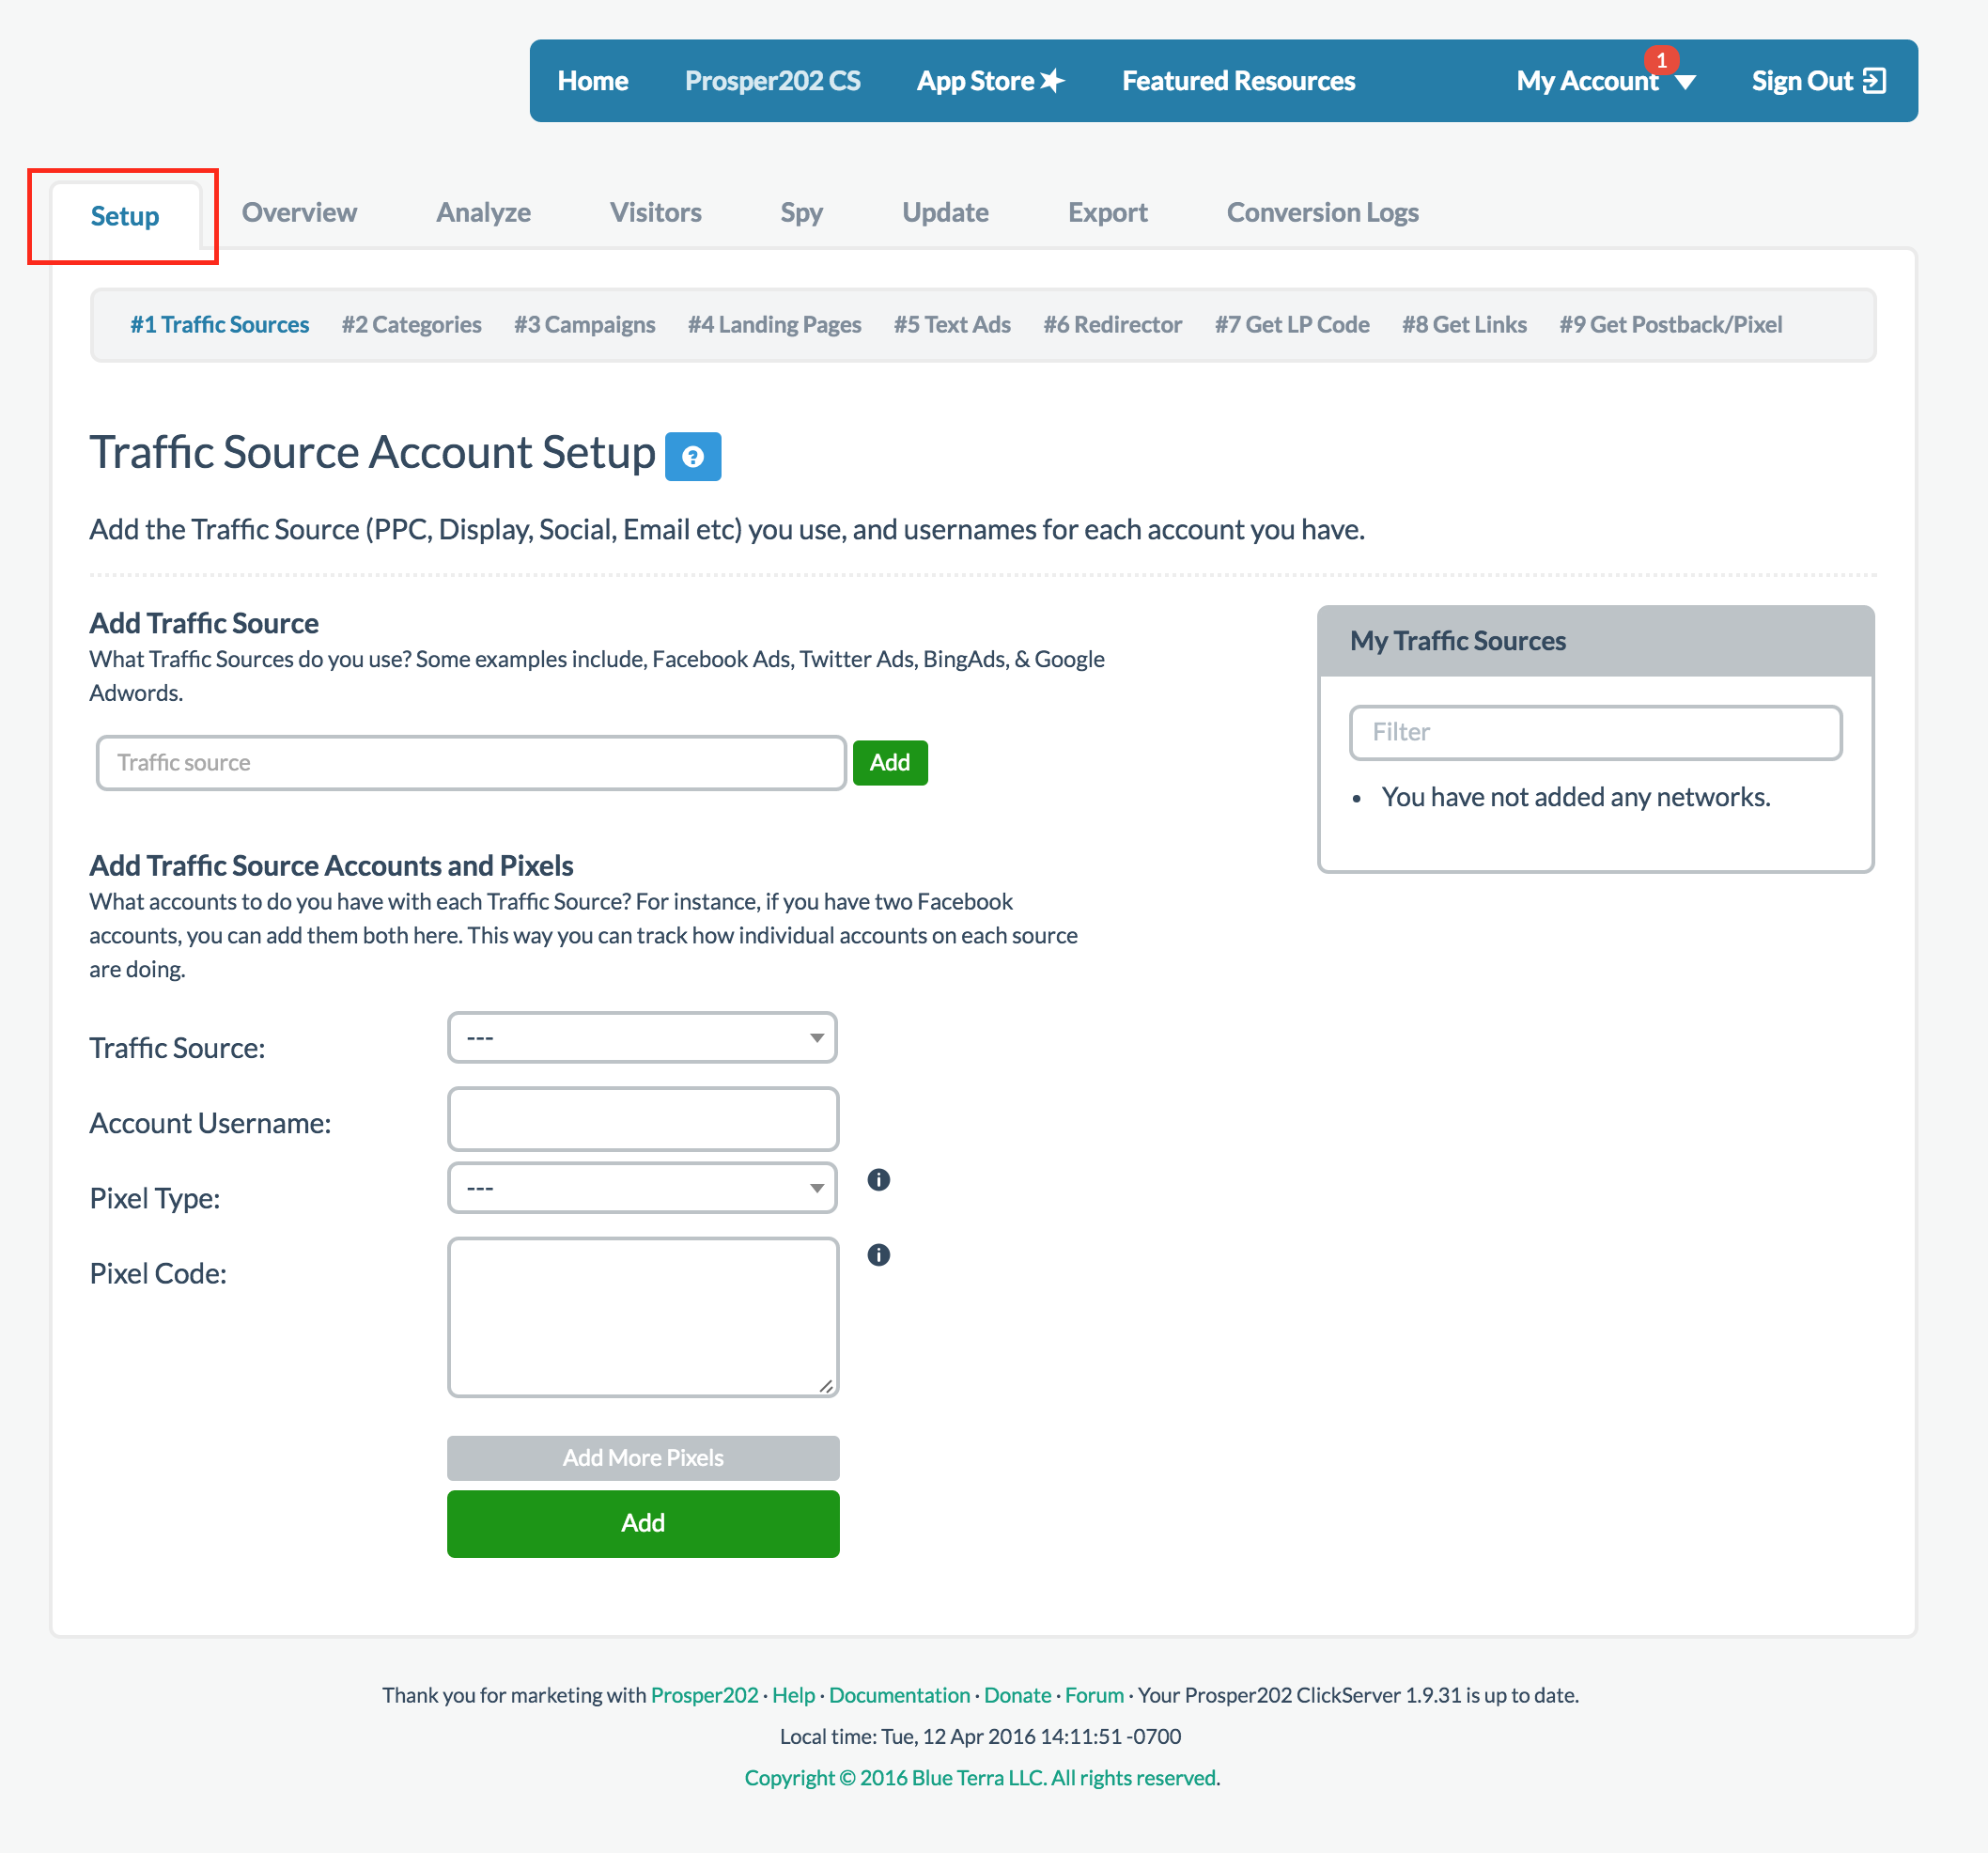 Home Prosper202 CS App Store Featured Resources My Account 1 Sign Out
Setup Overview Analyze Visitors Spy Update Export Conversion Logs
#1 Traffic Sources #2 Categories #3 Campaigns #4 Landing Pages #5 Text Ads #6 Redirector #7 Get LP Code #8 Get Links #9 Get Postback/Pixel
Traffic Source Account Setup ?
Add the Traffic Source (PPC, Display, Social, Email etc) you use, and usernames for each account you have.
Add Traffic Source
What Traffic Sources do you use? Some examples include, Facebook Ads, Twitter Ads, BingAds, & Google
Adwords.
Traffic source Add
My Traffic Sources
Filter
• You have not added any networks.
Add Traffic Source Accounts and Pixels
What accounts to do you have with each Traffic Source? For instance, if you have two Facebook
accounts, you can add them both here. This way you can track how individual accounts on each source
are doing.
Traffic Source: ---
Account Username:
Pixel Type: --- i
Pixel Code: i
Add More Pixels
Add
Thank you for marketing with Prosper202 · Help · Documentation · Donate · Forum · Your Prosper202 ClickServer 1.9.31 is up to date.
Local time: Tue, 12 Apr 2016 14:11:51 -0700
Copyright © 2016 Blue Terra LLC. All rights reserved.